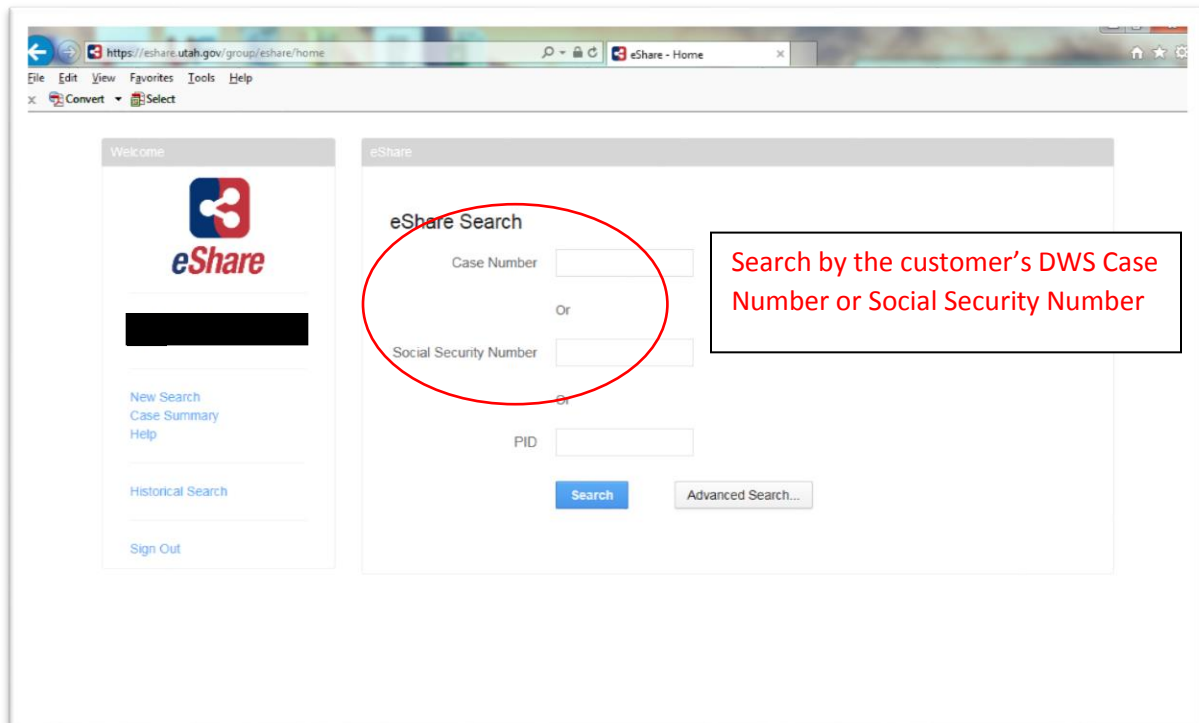 https://eshare.utah.gov/group/eshare/home
eShare - Home
File Edit View Favorites Tools Help
x Convert Select
Welcome
eShare
eShare
New Search
Case Summary
Help
Historical Search
Sign Out
eShare Search
Case Number
Or
Social Security Number
Or
PID
Search Advanced Search...
Search by the customer’s DWS Case
Number or Social Security Number